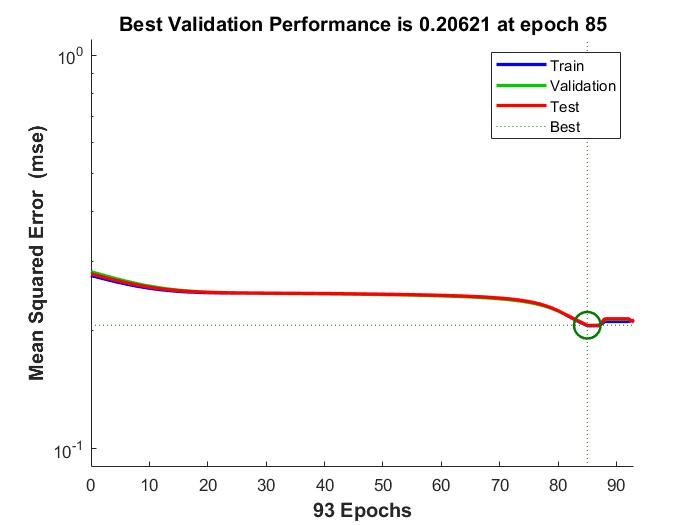 Best Validation Performance is 0.20621 at epoch 85
Train
Validation
Test
Best
Mean Squared Error (mse)
10^0
10^-1
0 10 20 30 40 50 60 70 80 90
93 Epochs